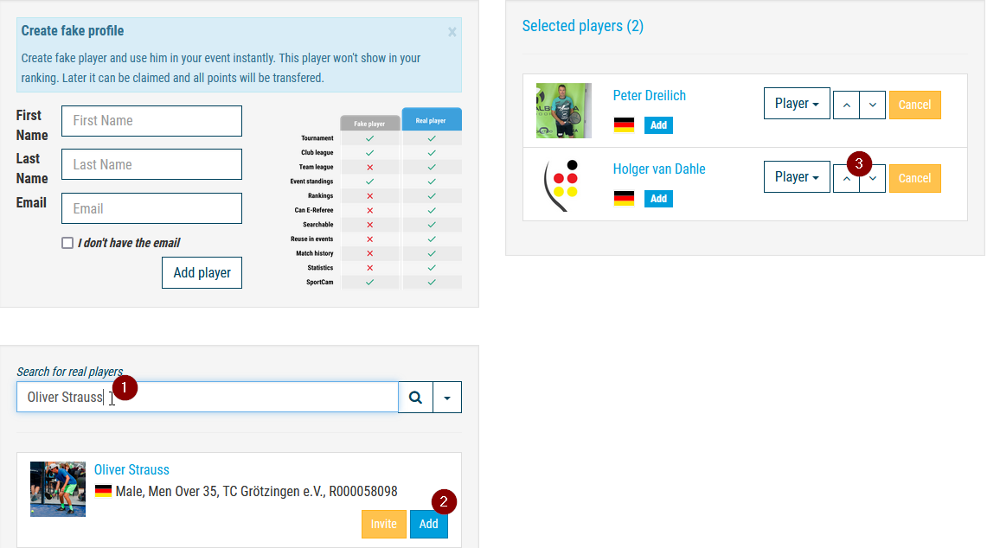 Create fake profile
×
Create fake player and use him in your event instantly. This player won't show in your
ranking. Later it can be claimed and all points will be transfered.
First
Name
First Name
Last
Name
Last Name
Email
Email
I don't have the email
Add player
Fake player
Real player
Tournament
Club league
Team league
Event standings
Rankings
Can E-Referee
Searchable
Reuse in events
Match history
Statistics
SportCam
Search for real players
1
Oliver Strauss
Oliver Strauss
Male, Men Over 35, TC Grötzingen e.V., R000058098
2
Invite
Add
Selected players (2)
Peter Dreilich
Add
Player
Cancel
Holger van Dahle
Add
Player
3
Cancel